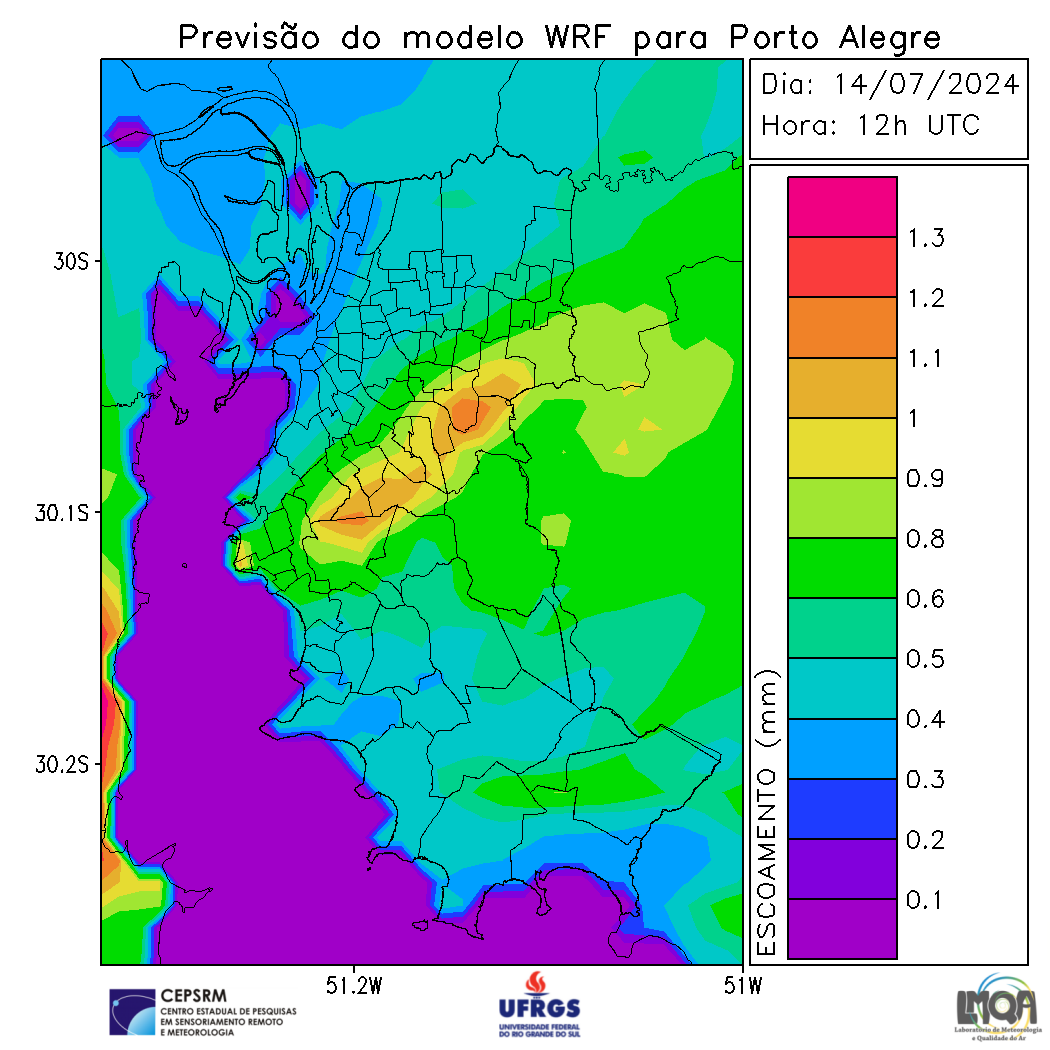 Previsão do modelo WRF para Porto Alegre
Dia: 14/07/2024
Hora: 12h UTC
30S
30.1S
30.2S
51.2W
51W
ESCOAMENTO (mm)
1.3
1.2
1.1
1
0.9
0.8
0.6
0.5
0.4
0.3
0.2
0.1
CEPSRM
CENTRO ESTADUAL DE PESQUISAS
EM SENSORIAMENTO REMOTO
E METEOROLOGIA
UFRGS
UNIVERSIDADE FEDERAL
DO RIO GRANDE DO SUL
LMQA
Laboratório de Meteorologia
e Qualidade do Ar